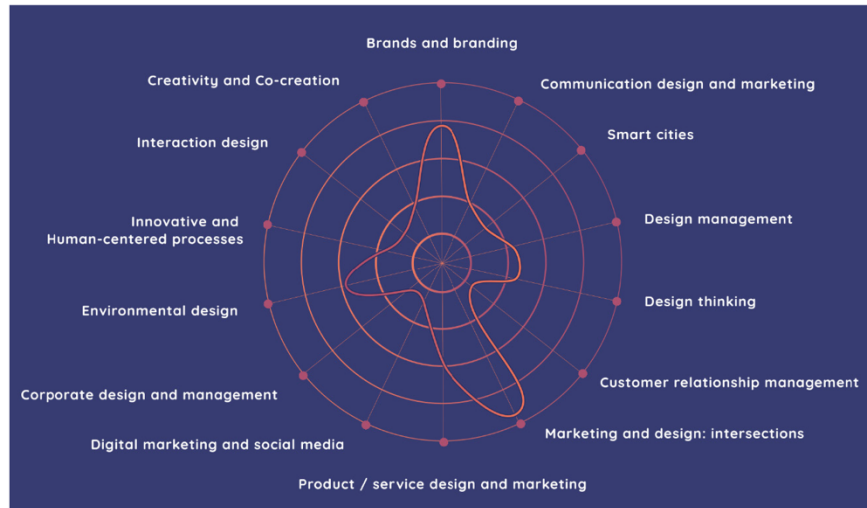 Brands and branding
Creativity and Co-creation
Communication design and marketing
Interaction design
Smart cities
Innovative and
Human-centered processes
Design management
Environmental design
Design thinking
Corporate design and management
Customer relationship management
Digital marketing and social media
Marketing and design: intersections
Product / service design and marketing